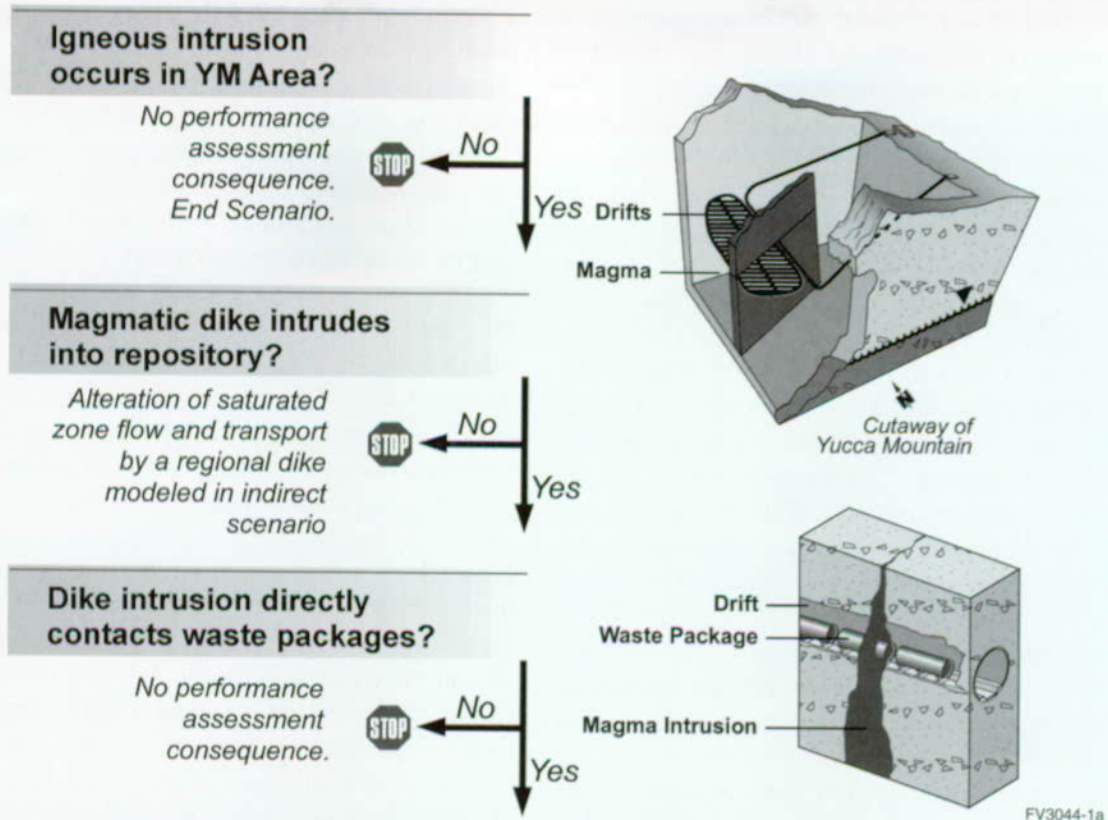 Igneous intrusion
occurs in YM Area?
No performance
assessment
consequence.
End Scenario.
STOP
No
Yes
Drifts
Magma
N
Cutaway of
Yucca Mountain
Magmatic dike intrudes
into repository?
Alteration of saturated
zone flow and transport
by a regional dike
modeled in indirect
scenario
STOP
No
Yes
Dike intrusion directly
contacts waste packages?
No performance
assessment
consequence.
STOP
No
Yes
Drift
Waste Package
Magma Intrusion
FV3044-1a